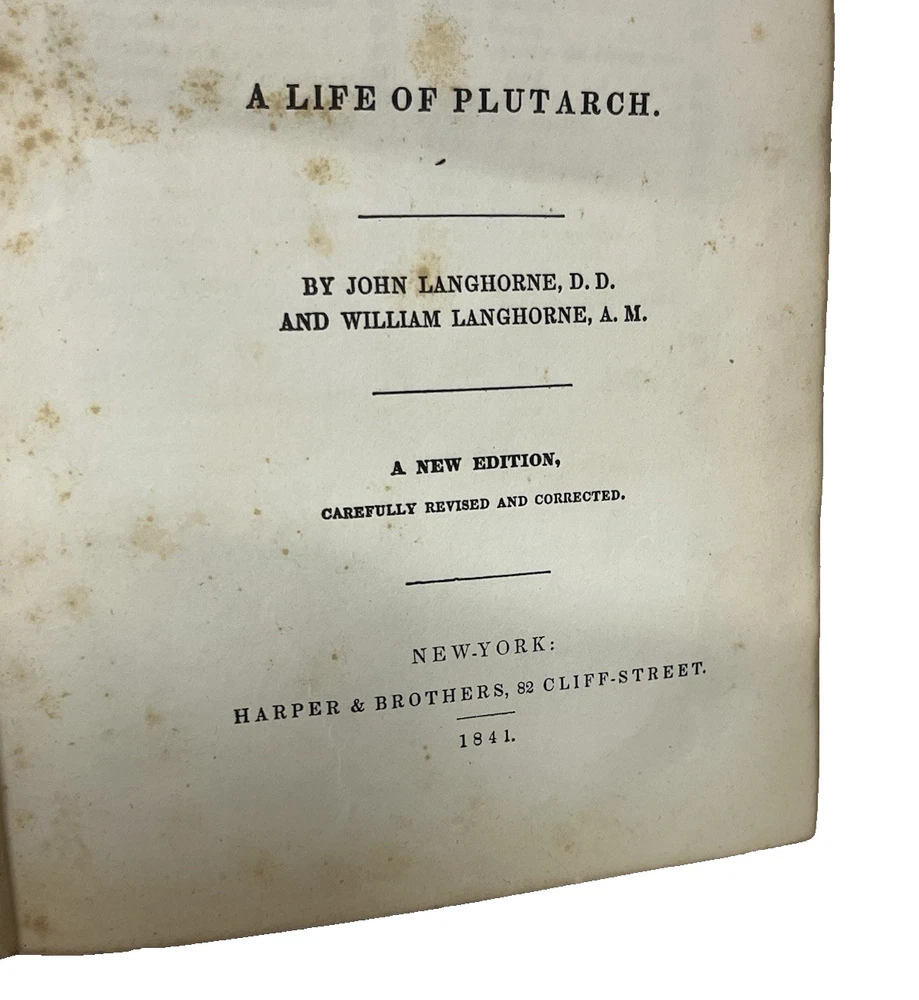 A LIFE OF PLUTARCH.
BY JOHN LANGHORNE, D. D.
AND WILLIAM LANGHORNE, A. M.
A NEW EDITION,
CAREFULLY REVISED AND CORRECTED.
NEW-YORK:
HARPER & BROTHERS, 82 CLIFF-STREET.
1841.